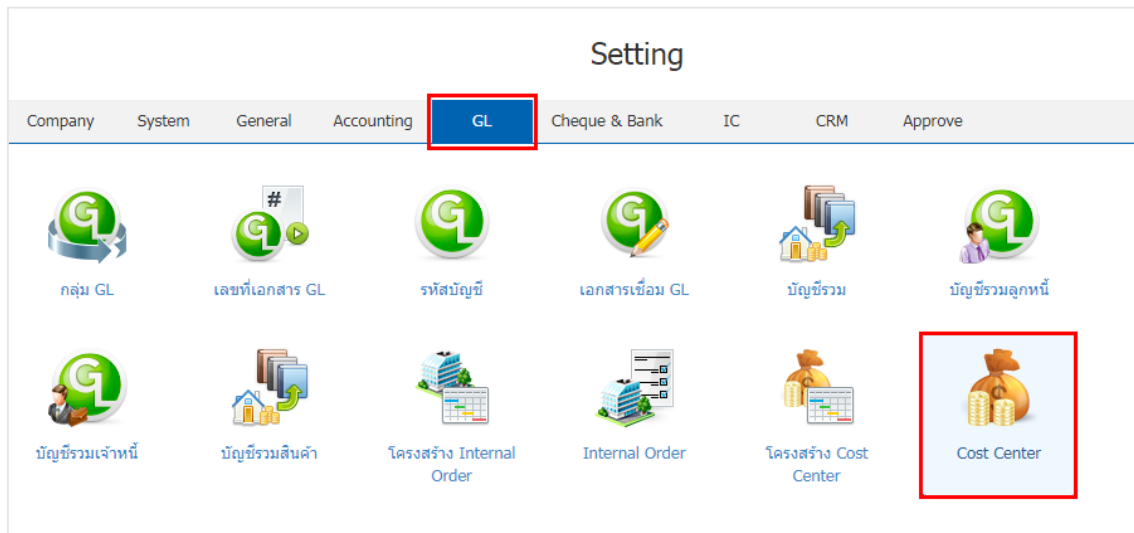 Setting
Company System General Accounting GL Cheque & Bank IC CRM Approve
#
กลุ่ม GL เลขที่เอกสาร GL รหัสบัญชี เอกสารเชื่อม GL บัญชีรวม บัญชีรวมลูกหนี้
บัญชีรวมเจ้าหนี้ บัญชีรวมสินค้า โครงสร้าง Internal Internal Order โครงสร้าง Cost Cost Center
Order Center